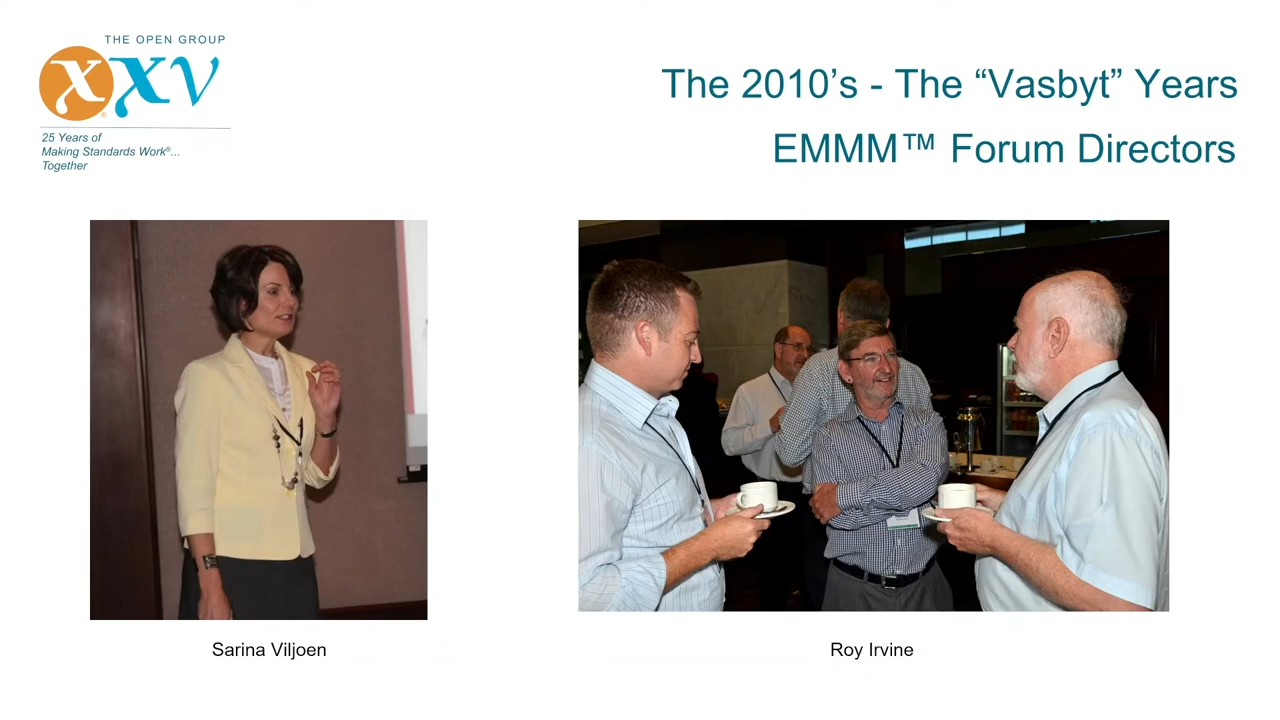 THE OPEN GROUP
XXV
25 Years of
Making Standards Work®...
Together
The 2010’s - The “Vasbyt” Years
EMMM™ Forum Directors
Sarina Viljoen
Roy Irvine